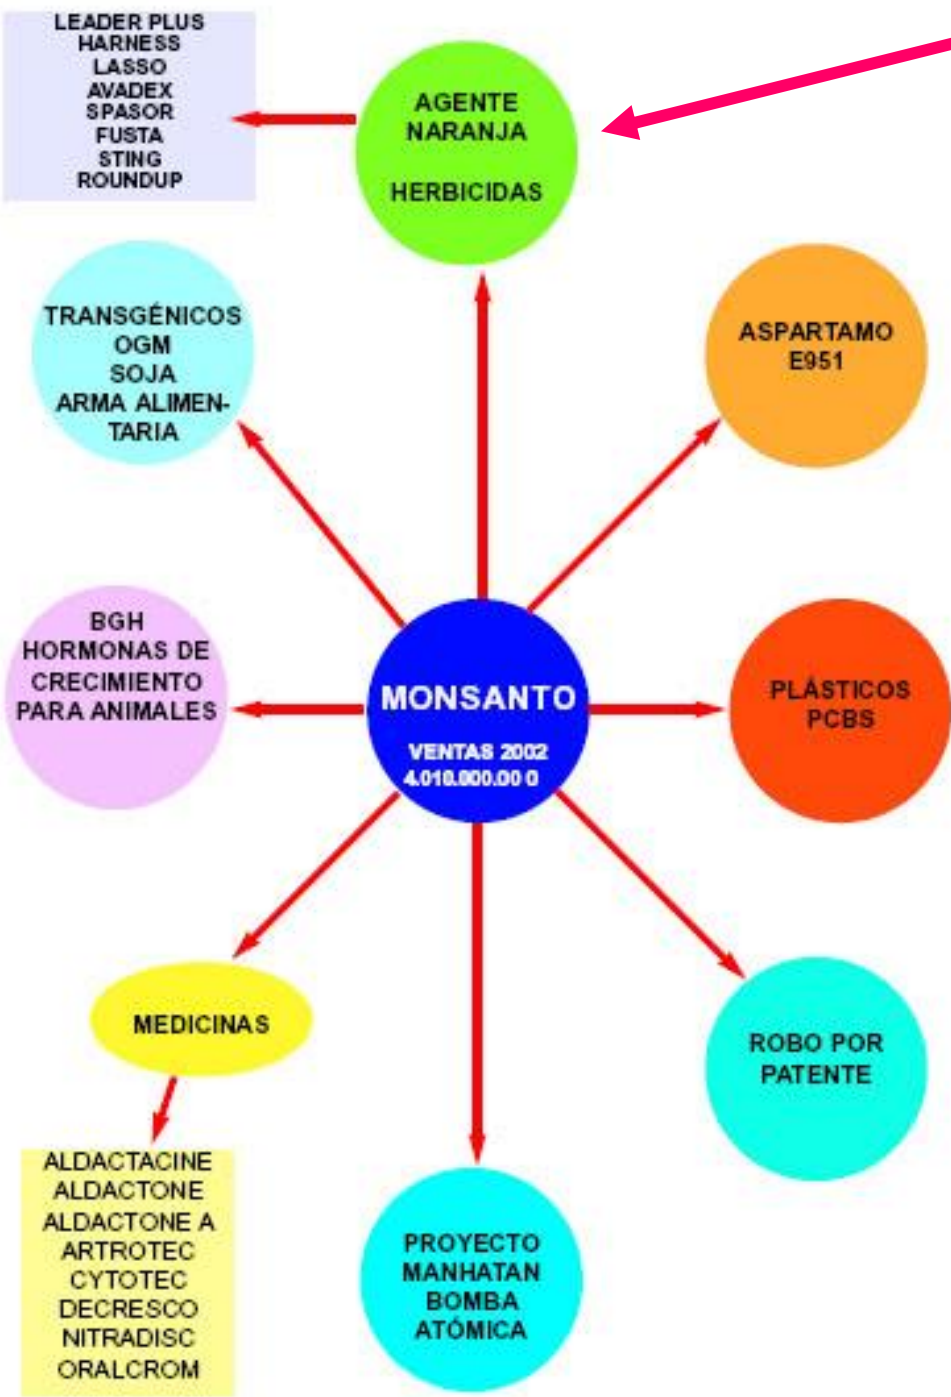 LEADER PLUS
HARNESS
LASSO
AVADEX
SPASOR
FUSTA
STING
ROUNDUP
AGENTE
NARANJA
HERBICIDAS
TRANSGÉNICOS
OGM
SOJA
ARMA ALIMEN-
TARIA
ASPARTAMO
E951
BGH
HORMONAS DE
CRECIMIENTO
PARA ANIMALES
MONSANTO
VENTAS 2002
4.010.000.00 0
PLÁSTICOS
PCBS
MEDICINAS
ROBO POR
PATENTE
ALDACTACINE
ALDACTONE
ALDACTONE A
ARTROTEC
CYTOTEC
DECRESCO
NITRADISC
ORALCROM
PROYECTO
MANHATAN
BOMBA
ATÓMICA